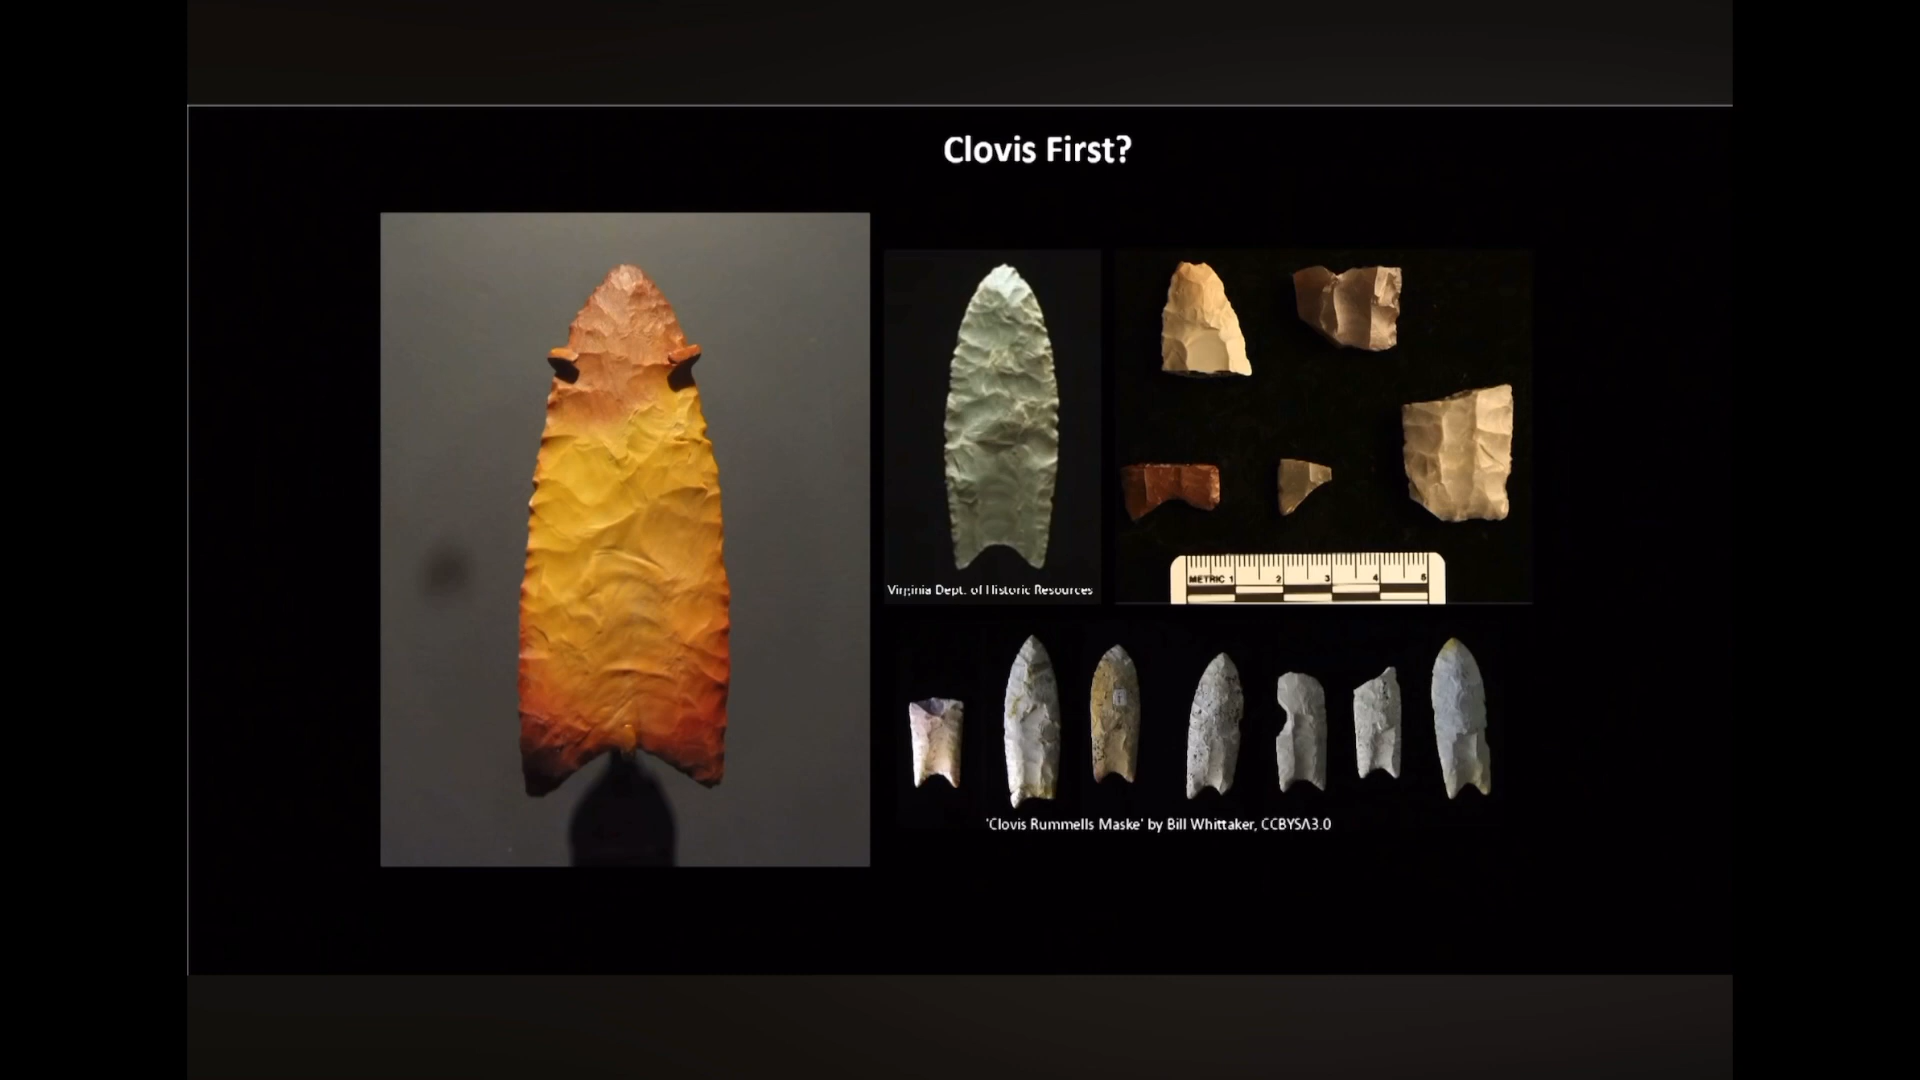 Clovis First?
Virginia Dept. of Historic Resources
METRIC 1 2 3 4 5
'Clovis Rummells Maske' by Bill Whittaker, CCBYSA3.0